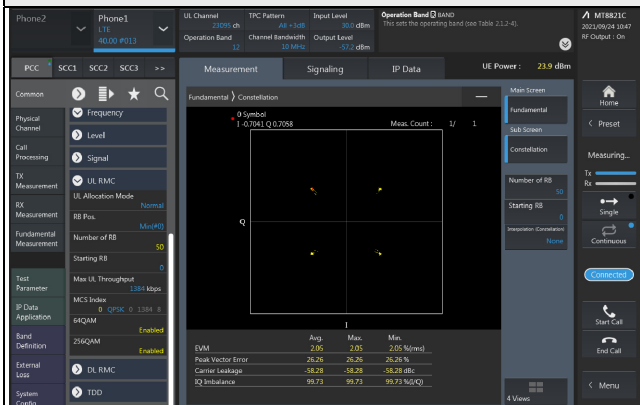 Phone2
Phone1
LTE
40.00 #013
UL Channel
23095 ch
TPC Pattern
All +3dB
Input Level
30.0 dBm
Operation Band
12
Channel Bandwidth
10 MHz
Output Level
-57.2 dBm
Operation Band BAND
This sets the operating band (see Table 2.1.2-4).
MT8821C
2021/09/24 10:47
RF Output : On
PCC
SCC1
SCC2
SCC3
>>
Measurement
Signaling
IP Data
UE Power : 23.9 dBm
Common
Physical
Channel
Call
Processing
TX
Measurement
RX
Measurement
Fundamental
Measurement
Test
Parameter
IP Data
Application
Band
Definition
External
Loss
System
Config
Frequency
Level
Signal
UL RMC
UL Allocation Mode
Normal
RB Pos.
Min(#0)
Number of RB
50
Starting RB
0
Max UL Throughput
1384 kbps
MCS Index
0 QPSK 0 1384 8
64QAM
Enabled
256QAM
Enabled
DL RMC
TDD
Fundamental > Constellation
0 Symbol
I -0.7041 Q 0.7058
Meas. Count : 1/ 1
Q
I
Avg. Max. Min.
EVM 2.05 2.05 2.05 %(rms)
Peak Vector Error 26.26 26.26 26.26 %
Carrier Leakage -58.28 -58.28 -58.28 dBc
IQ Imbalance 99.73 99.73 99.73 %(I/Q)
Main Screen
Fundamental
Sub Screen
Constellation
Number of RB
50
Starting RB
0
Interpolation (Constellation)
None
4 Views
Home
< Preset
Measuring...
Tx
Rx
Single
Continuous
Connected
Start Call
End Call
< Menu